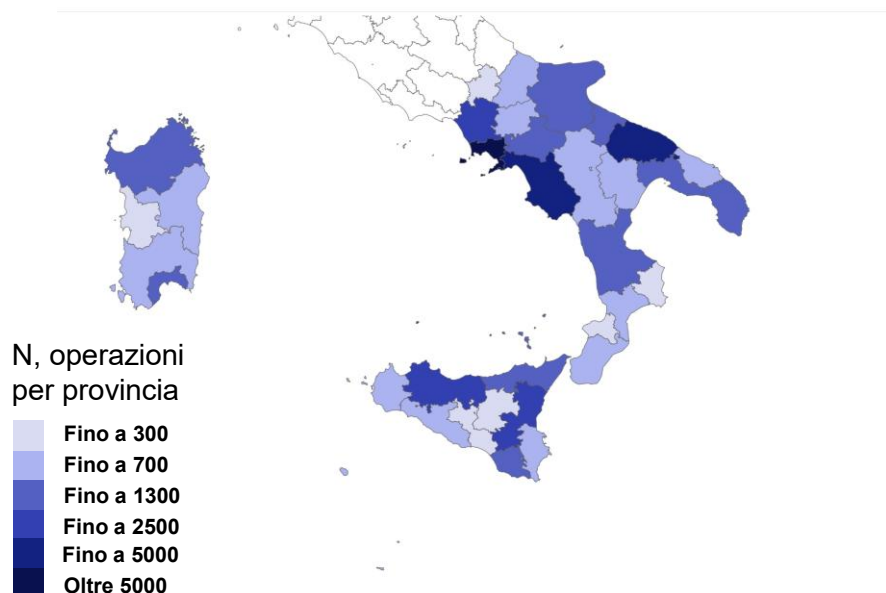 N, operazioni
per provincia
Fino a 300
Fino a 700
Fino a 1300
Fino a 2500
Fino a 5000
Oltre 5000